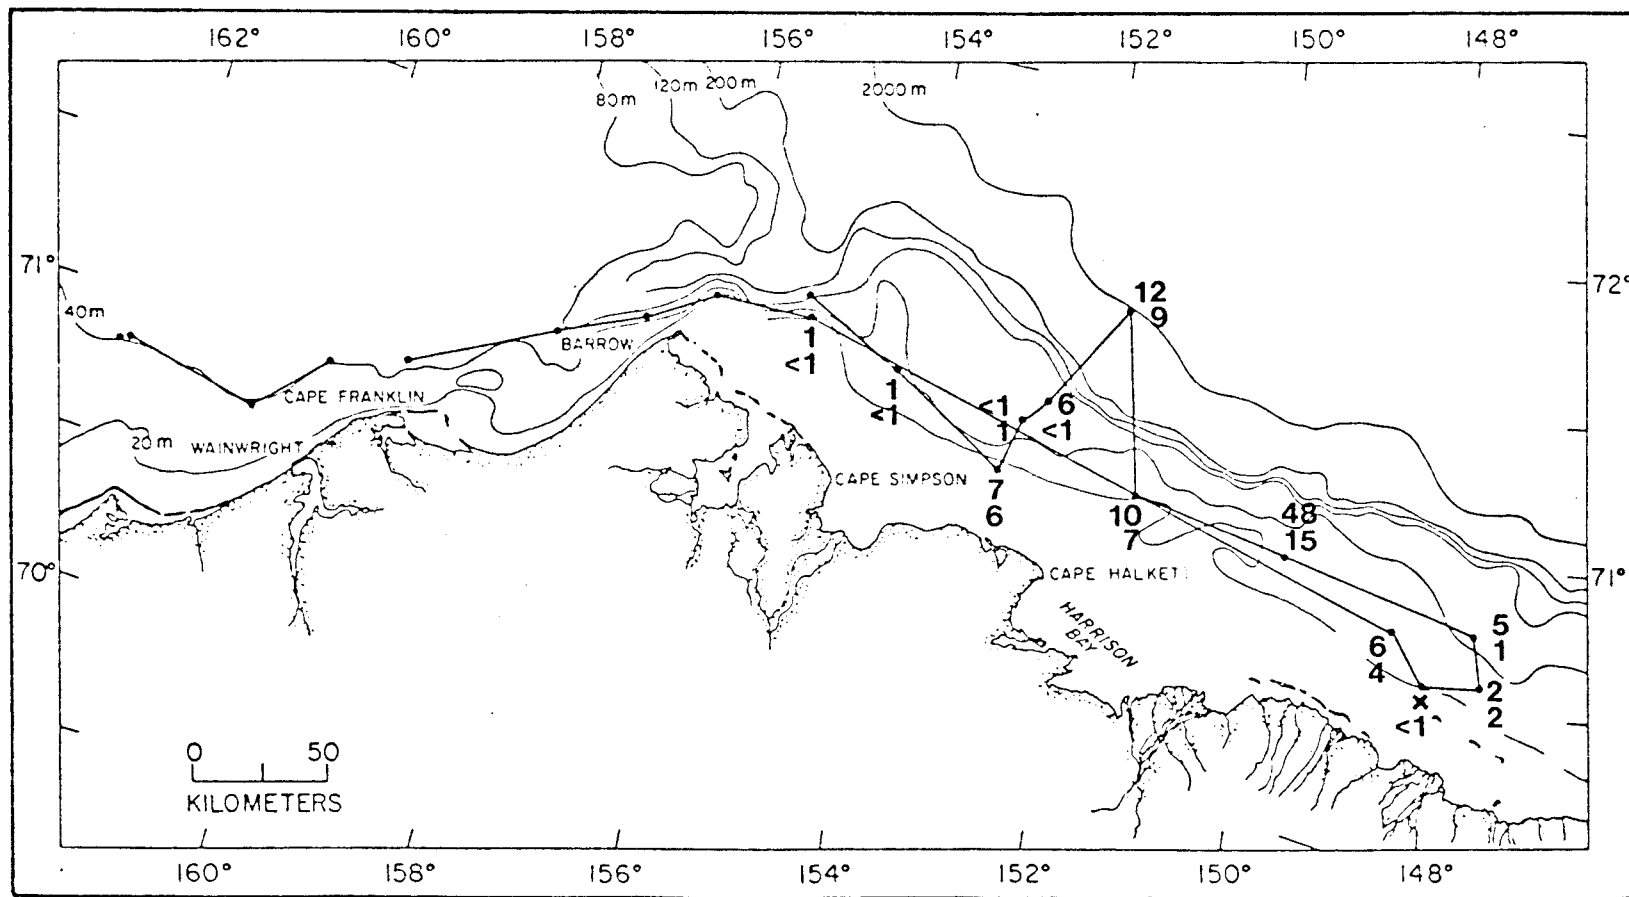 162° 160° 158° 156° 154° 152° 150° 148°
80m 120m 200m 2000m
71° 72°
40m
12
9
BARROW
1
<1
CAPE FRANKLIN
1
<1
<1
1
6
<1
20m WAINWRIGHT
CAPE SIMPSON
7
6
10
7
48
15
70° 71°
CAPE HALKET
HARRISON
BAY
6
4
5
1
2
2
x
<1
0 50
KILOMETERS
160° 158° 156° 154° 152° 150° 148°